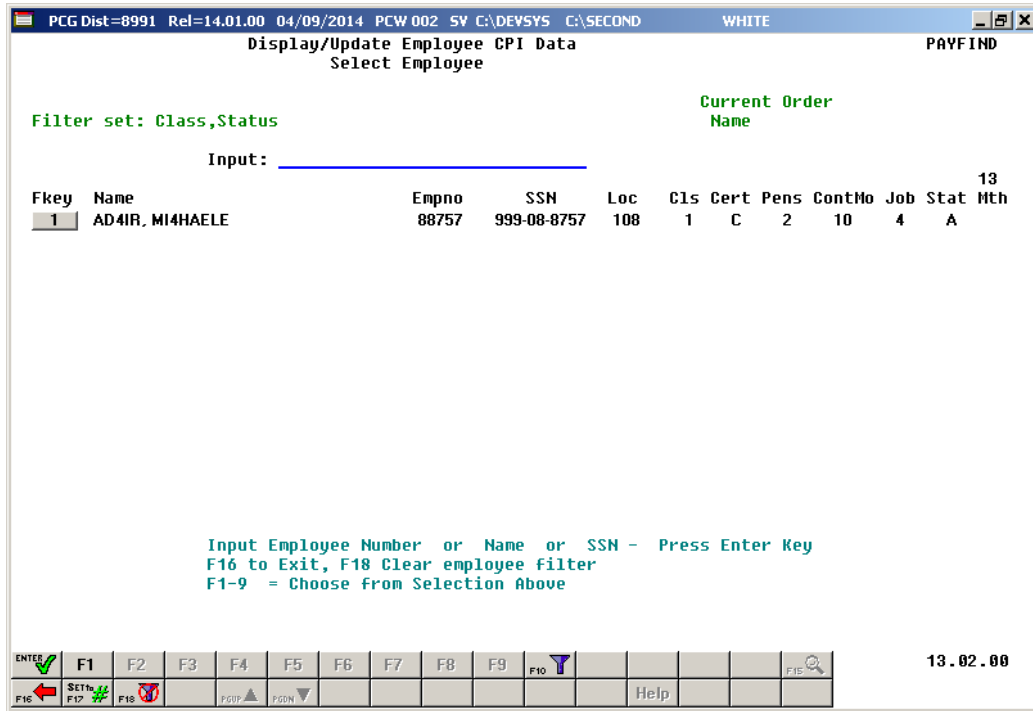 PCG Dist=8991 Rel=14.01.00 04/09/2014 PCW 002 SV C:\DEVSYS C:\SECOND WHITE
Display/Update Employee CPI Data PAYFIND
Select Employee
Current Order
Filter set: Class,Status Name
Input:
13
Fkey Name Empno SSN Loc Cls Cert Pens ContMo Job Stat Mth
1 AD4IR, MI4HAELE 88757 999-08-8757 108 1 C 2 10 4 A
Input Employee Number or Name or SSN - Press Enter Key
F16 to Exit, F18 Clear employee filter
F1-9 = Choose from Selection Above
ENTER F1 F2 F3 F4 F5 F6 F7 F8 F9 F10 F15 13.02.00
F16 SETto F17 # F18 PGUP PGDN Help